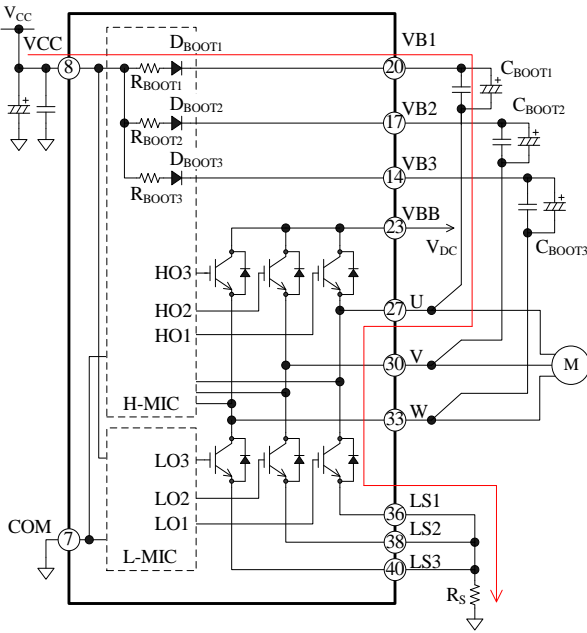 VCC
VCC
8
DBOOT1
RBOOT1
VB1
20
CBOOT1
DBOOT2
RBOOT2
VB2
17
CBOOT2
DBOOT3
RBOOT3
VB3
14
VBB
23
VDC
CBOOT3
HO3
HO2
HO1
U
27
V
30
M
H-MIC
W
33
LO3
LO2
LO1
LS1
36
COM
7
LS2
38
L-MIC
LS3
40
RS
+
+
+
+